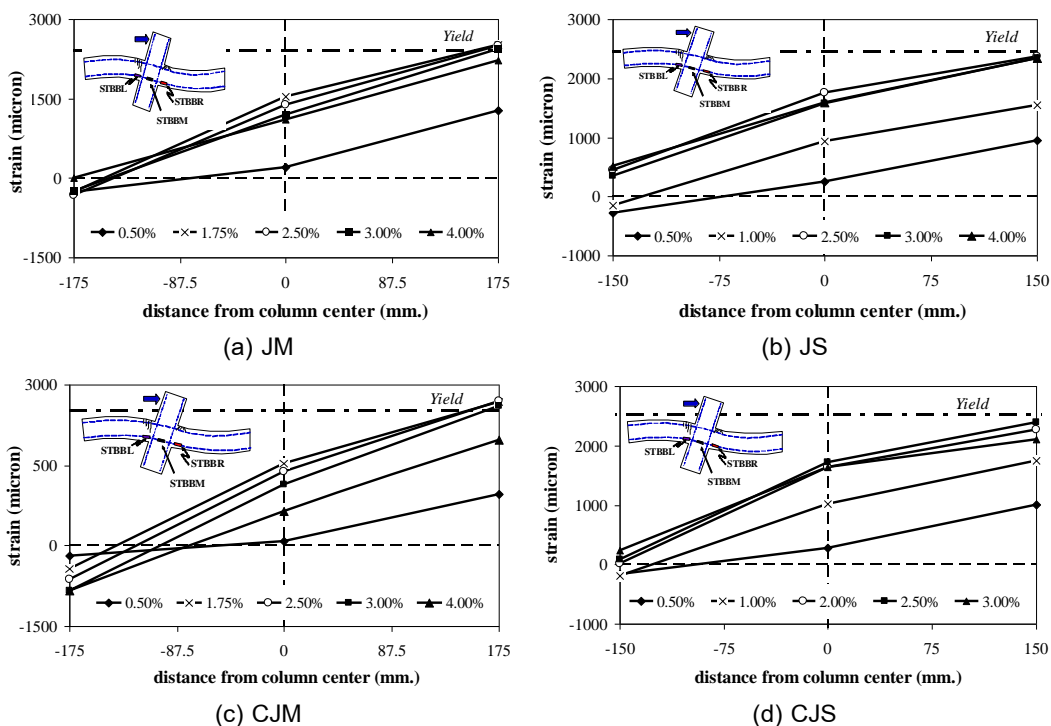 3000
Yield
1500
0
-1500
strain (micron)
STBBL
STBBR
STBBM
0.50% 1.75% 2.50% 3.00% 4.00%
-175 -87.5 0 87.5 175
distance from column center (mm.)
(a) JM
3000
Yield
2000
1000
0
-1000
strain (micron)
STBBL
STBBR
STBBM
0.50% 1.00% 2.50% 3.00% 4.00%
-150 -75 0 75 150
distance from column center (mm.)
(b) JS
3000
Yield
500
0
-1500
strain (micron)
STBBL
STBBR
STBBM
0.50% 1.75% 2.50% 3.00% 4.00%
-175 -87.5 0 87.5 175
distance from column center (mm.)
(c) CJM
3000
Yield
2000
1000
0
-1000
strain (micron)
STBBL
STBBR
STBBM
0.50% 1.00% 2.00% 2.50% 3.00%
-150 -75 0 75 150
distance from column center (mm.)
(d) CJS